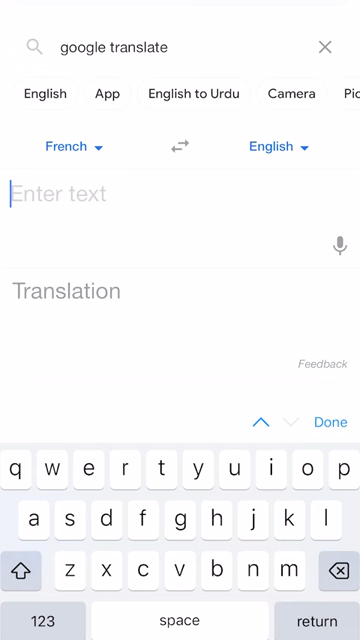 google translate
English App English to Urdu Camera Pic
French English
Enter text
Translation
Feedback
Done
q w e r t y u i o p
a s d f g h j k l
z x c v b n m
123 space return